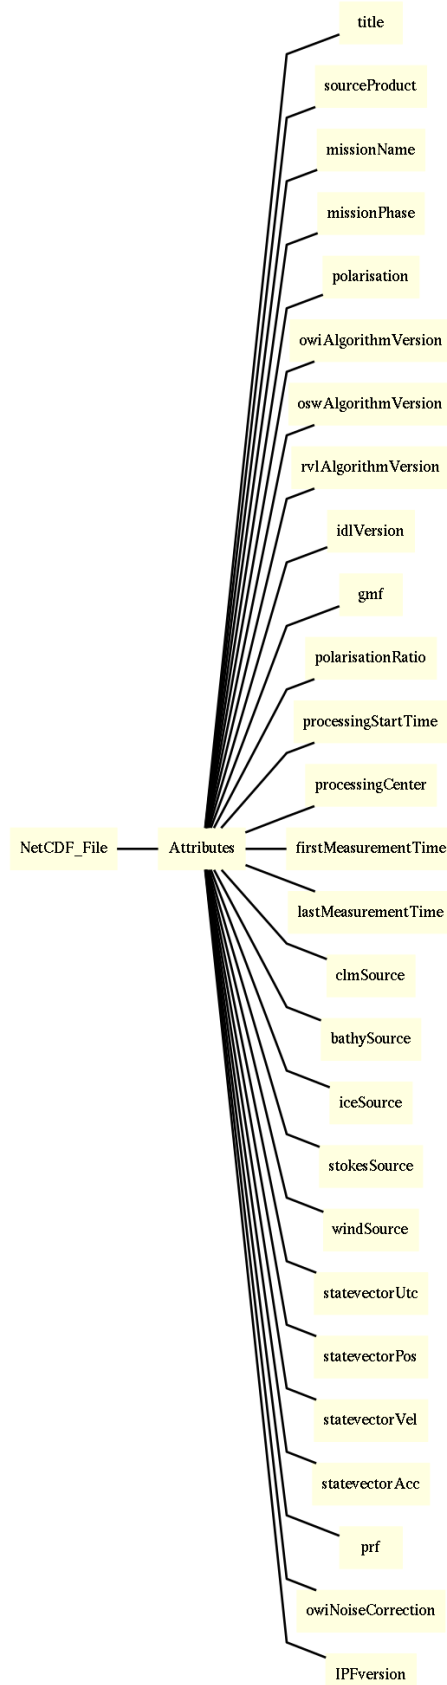 title
sourceProduct
missionName
missionPhase
polarisation
owiAlgorithmVersion
oswAlgorithmVersion
rvlAlgorithmVersion
idlVersion
gmf
polarisationRatio
processingStartTime
processingCenter
NetCDF_File
Attributes
firstMeasurementTime
lastMeasurementTime
clmSource
bathySource
iceSource
stokesSource
windSource
statevectorUtc
statevectorPos
statevectorVel
statevectorAcc
prf
owiNoiseCorrection
IPFversion